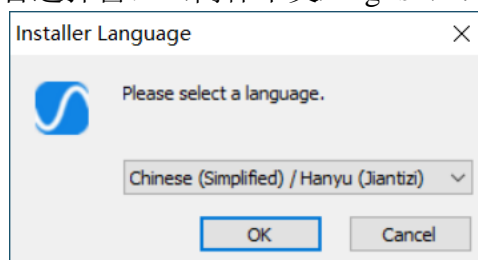 Installer Language
Please select a language.
Chinese (Simplified) / Hanyu (Jiantizi)
OK
Cancel